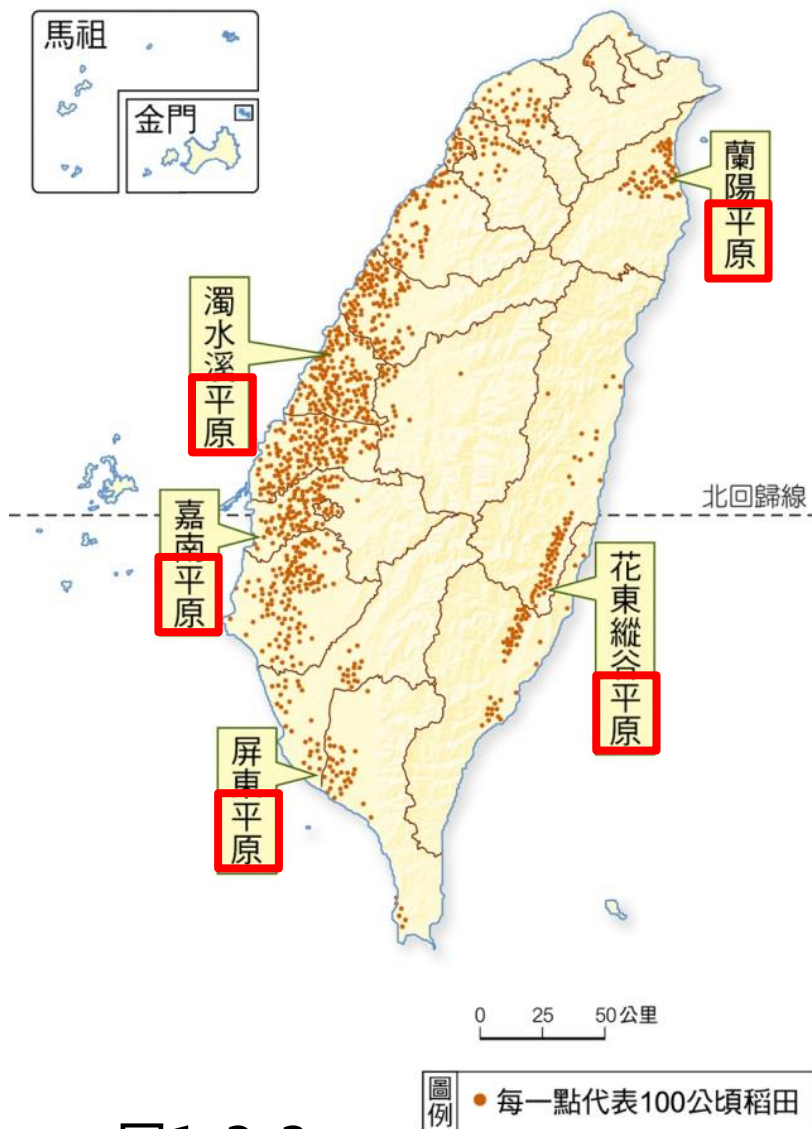 馬祖
金門
蘭陽平原
濁水溪平原
北回歸線
嘉南平原
花東縱谷平原
屏東平原
0 25 50公里
圖例
每一點代表100公頃稻田